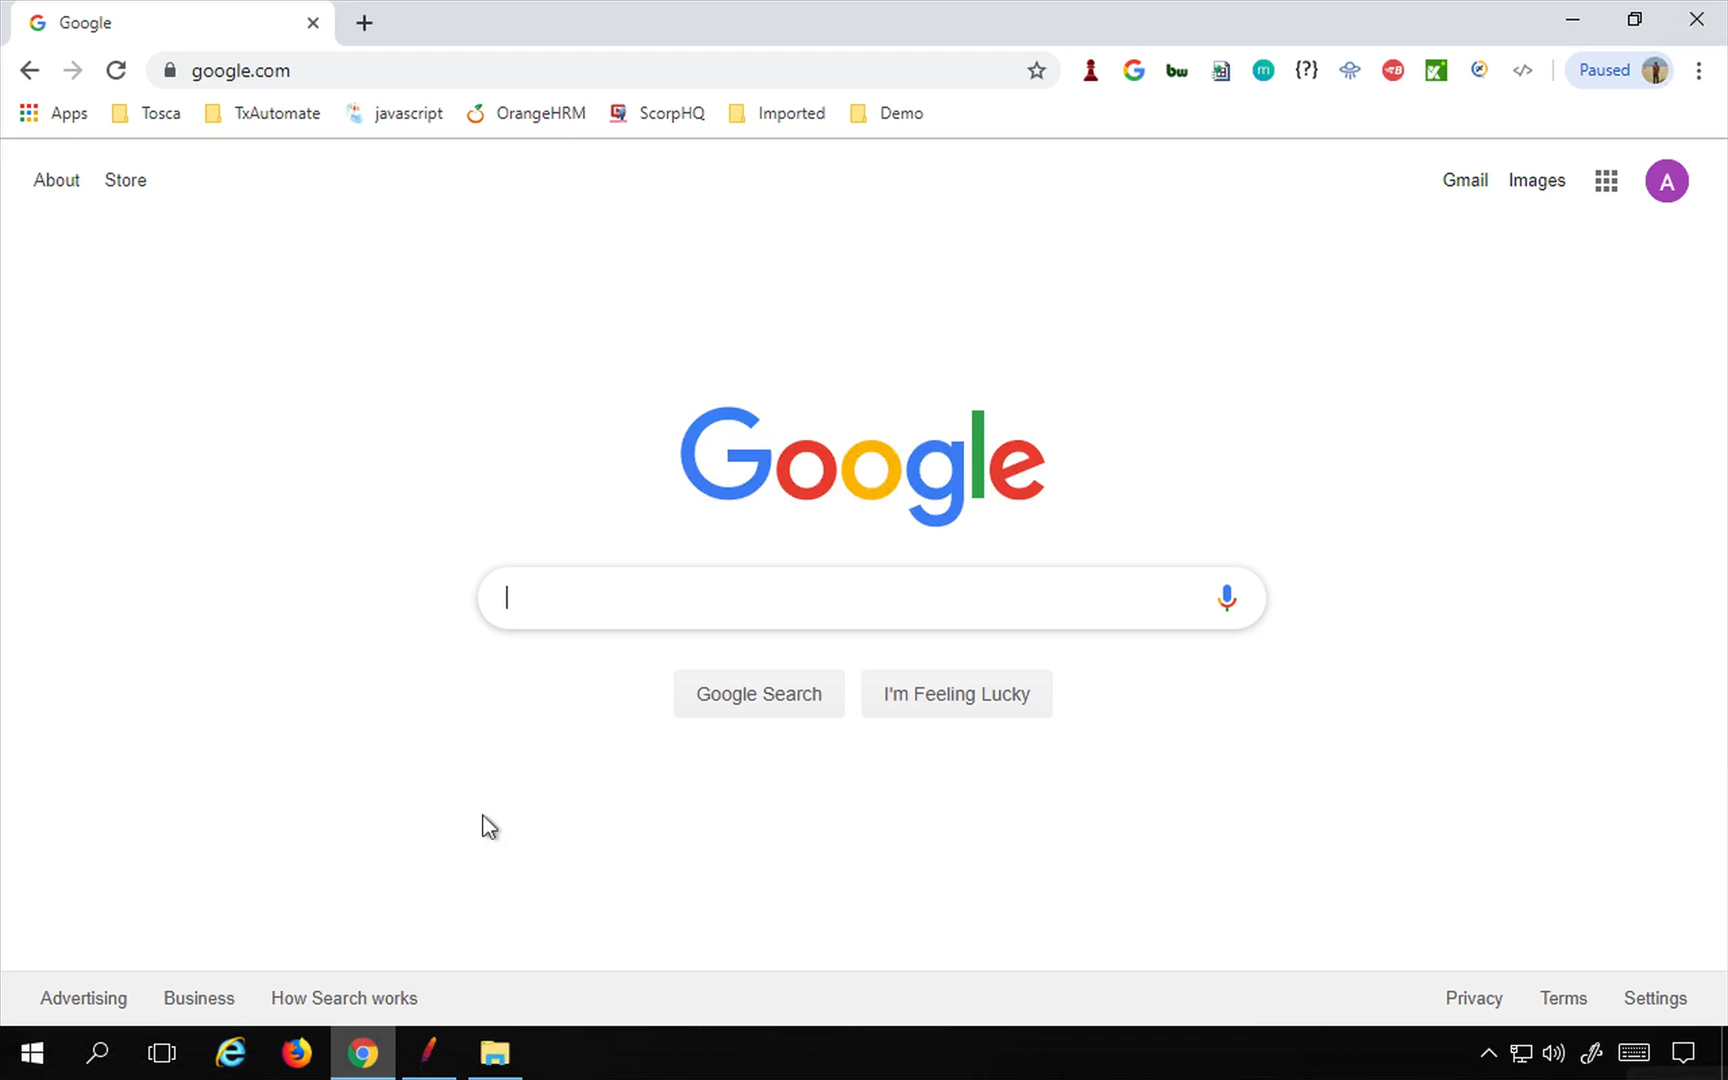 Google
google.com
bw
m
{?}
B
</>
Paused
Apps
Tosca
TxAutomate
javascript
OrangeHRM
ScorpHQ
Imported
Demo
About
Store
Gmail
Images
A
Google
Google Search
I'm Feeling Lucky
Advertising
Business
How Search works
Privacy
Terms
Settings